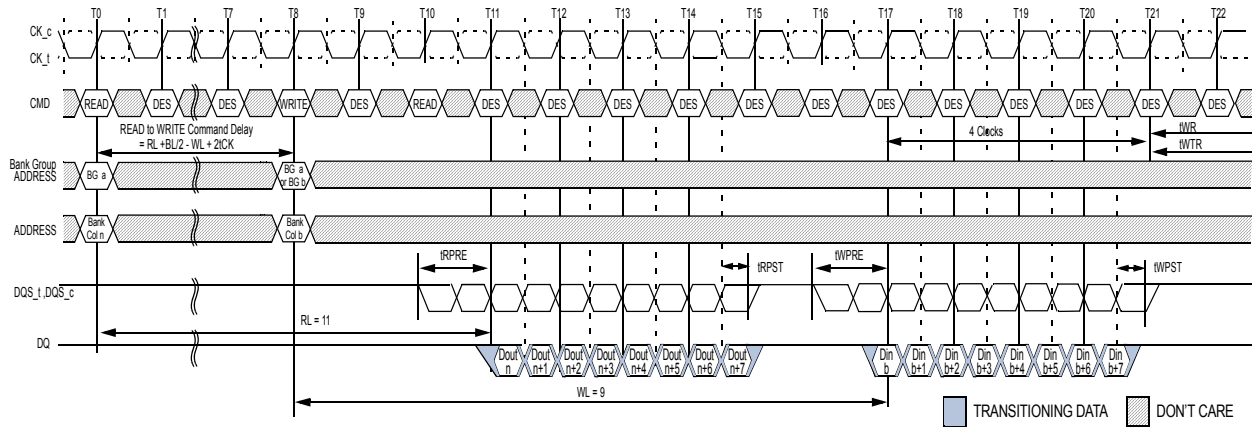 T0 T1 T7 T8 T9 T10 T11 T12 T13 T14 T15 T16 T17 T18 T19 T20 T21 T22
CK_c
CK_t
CMD READ DES DES WRITE DES READ DES DES DES DES DES DES DES DES DES DES DES DES
READ to WRITE Command Delay
= RL +BL/2 - WL + 2tCK
4 Clocks
tWR
tWTR
Bank Group
ADDRESS
BG a
BG a
or BG b
ADDRESS
Bank
Col n
Bank
Col b
tRPRE
tRPST
tWPRE
tWPST
DQS_t ,DQS_c
RL = 11
DQ
Dout Dout Dout Dout Dout Dout Dout Dout Din Din Din Din Din Din Din Din
n n+1 n+2 n+3 n+4 n+5 n+6 n+7 b b+1 b+2 b+3 b+4 b+5 b+6 b+7
WL = 9
TRANSITIONING DATA
DON'T CARE